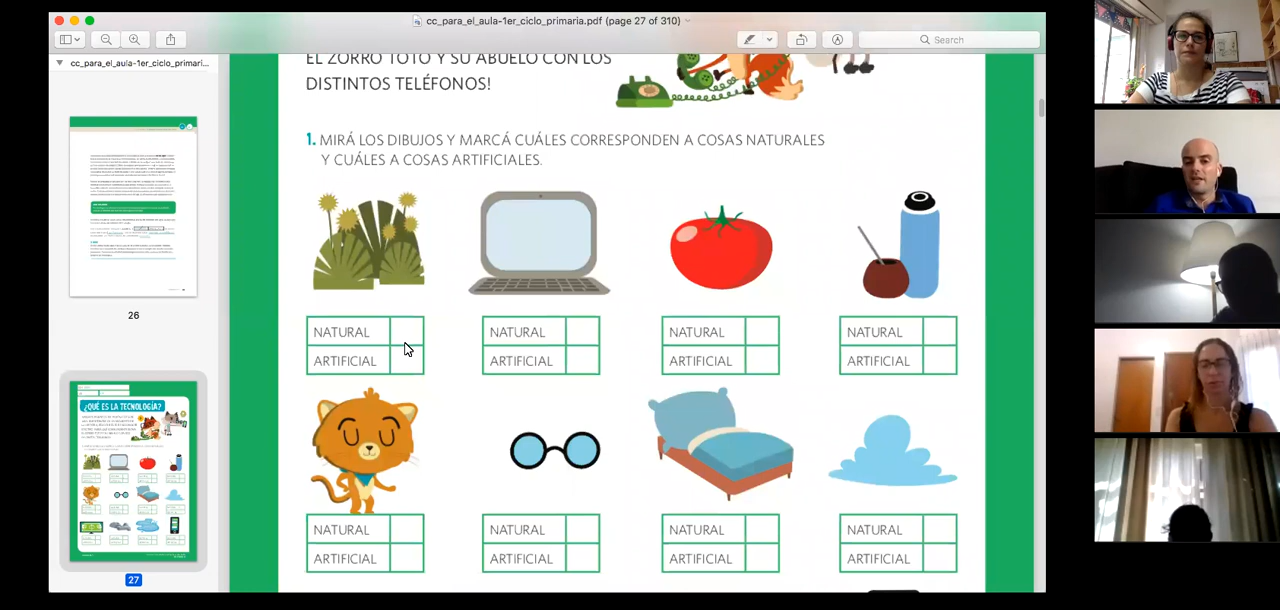 cc_para_el_aula-1er_ciclo_primaria.pdf (page 27 of 310)
Search
cc_para_el_aula-1er_ciclo_primari...
26
¿QUÉ ES LA TECNOLOGÍA?
27
EL ZORRO TOTO Y SU ABUELO CON LOS
DISTINTOS TELÉFONOS!
1. MIRÁ LOS DIBUJOS Y MARCÁ CUÁLES CORRESPONDEN A COSAS NATURALES
Y CUÁLES A COSAS ARTIFICIALES.
NATURAL NATURAL NATURAL NATURAL
ARTIFICIAL ARTIFICIAL ARTIFICIAL ARTIFICIAL
NATURAL NATURAL NATURAL NATURAL
ARTIFICIAL ARTIFICIAL ARTIFICIAL ARTIFICIAL